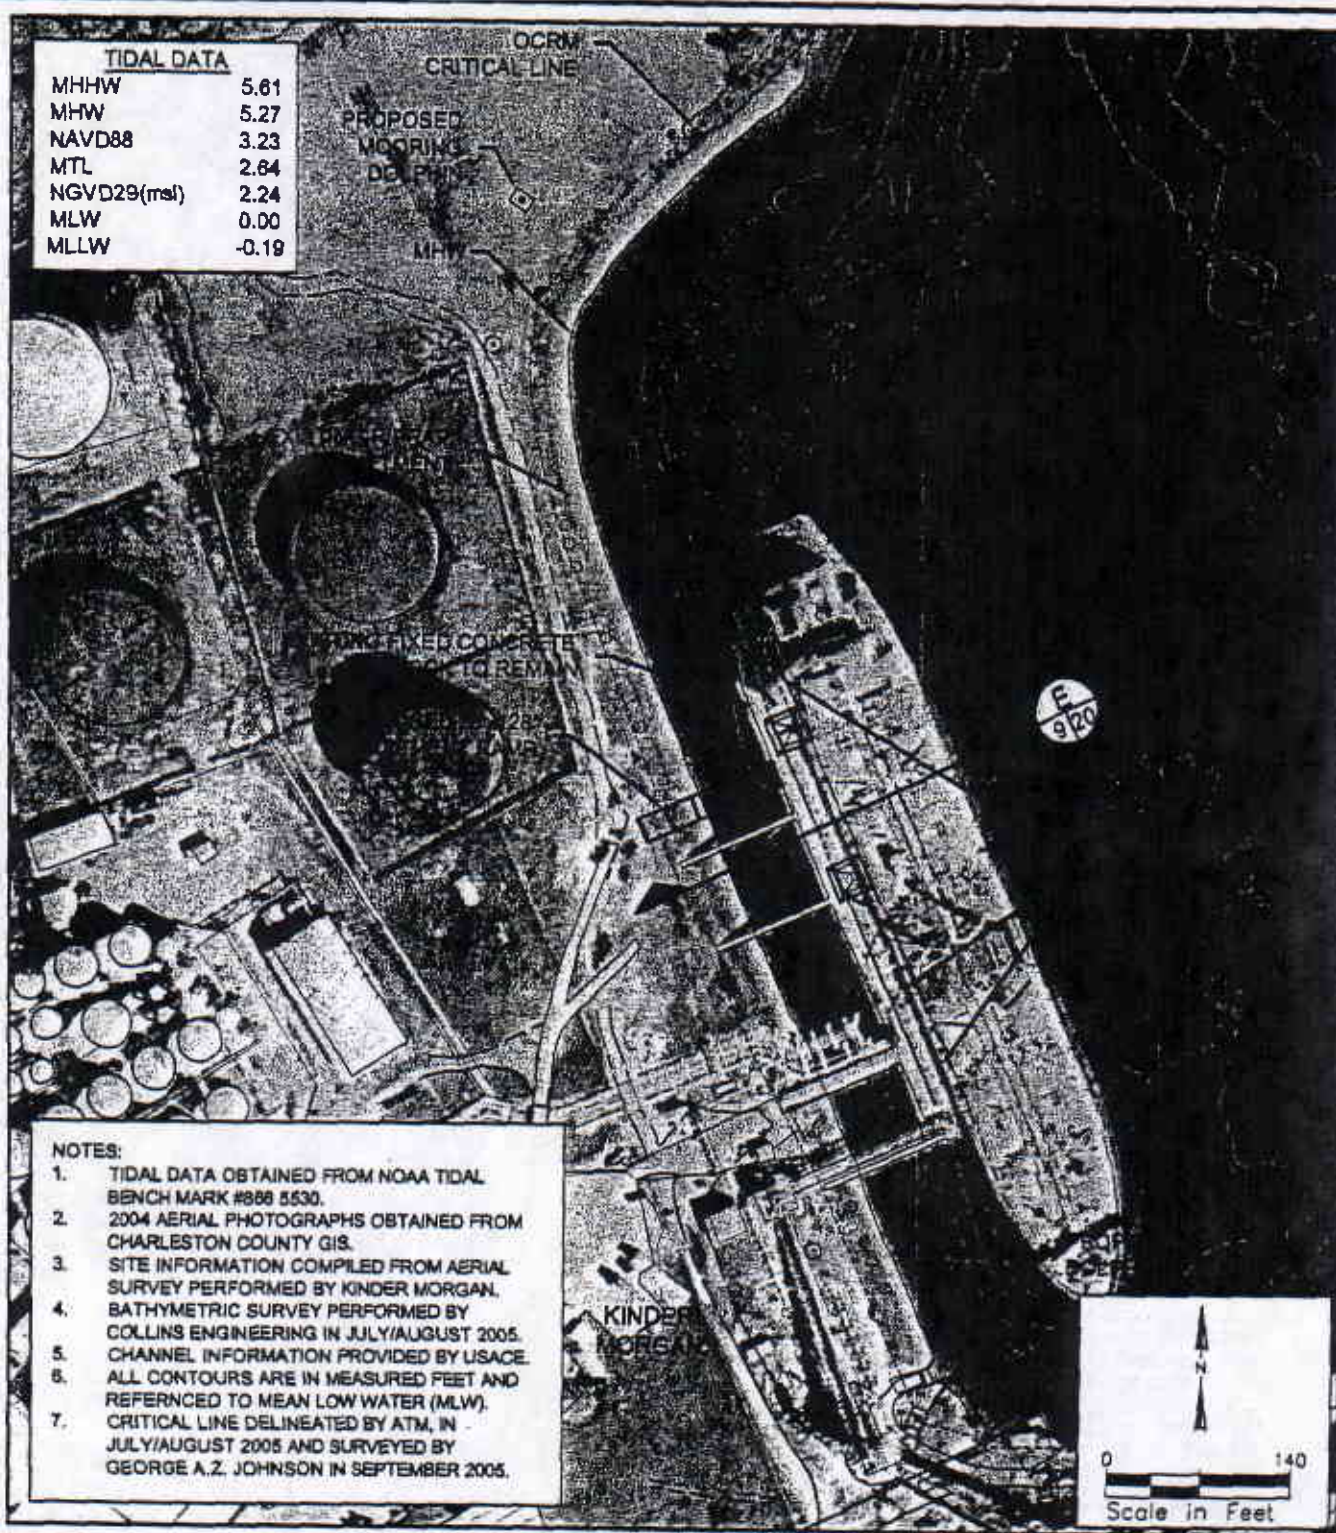 TIDAL DATA
MHHW 5.61
MHW 5.27
NAVD88 3.23
MTL 2.64
NGVD29(msl) 2.24
MLW 0.00
MLLW -0.19
OCRM
CRITICAL LINE
PROPOSED
MOORING
DOLPHIN
MHW
FIXED CONCRETE
TO REMAIN
E
9 20
KINDER
MORGAN
NOTES:
1. TIDAL DATA OBTAINED FROM NOAA TIDAL
BENCH MARK #866 5530.
2. 2004 AERIAL PHOTOGRAPHS OBTAINED FROM
CHARLESTON COUNTY GIS.
3. SITE INFORMATION COMPILED FROM AERIAL
SURVEY PERFORMED BY KINDER MORGAN.
4. BATHYMETRIC SURVEY PERFORMED BY
COLLINS ENGINEERING IN JULY/AUGUST 2005.
5. CHANNEL INFORMATION PROVIDED BY USACE.
6. ALL CONTOURS ARE IN MEASURED FEET AND
REFERNCED TO MEAN LOW WATER (MLW).
7. CRITICAL LINE DELINEATED BY ATM, IN
JULY/AUGUST 2005 AND SURVEYED BY
GEORGE A.Z. JOHNSON IN SEPTEMBER 2005.
N
0 140
Scale in Feet